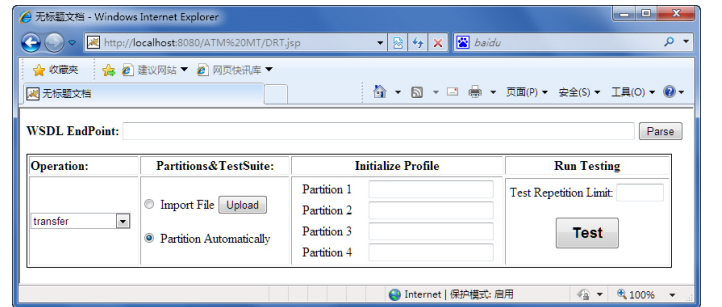 无标题文档 - Windows Internet Explorer
http://localhost:8080/ATM%20MT/DRT.jsp
baidu
收藏夹 建议网站 网页快讯库
无标题文档 页面(P) 安全(S) 工具(O)
WSDL EndPoint: Parse
Operation: Partitions&TestSuite: Initialize Profile Run Testing
transfer
Import File Upload
Partition Automatically
Partition 1
Partition 2
Partition 3
Partition 4
Test Repetition Limit:
Test
Internet | 保护模式: 启用 100%